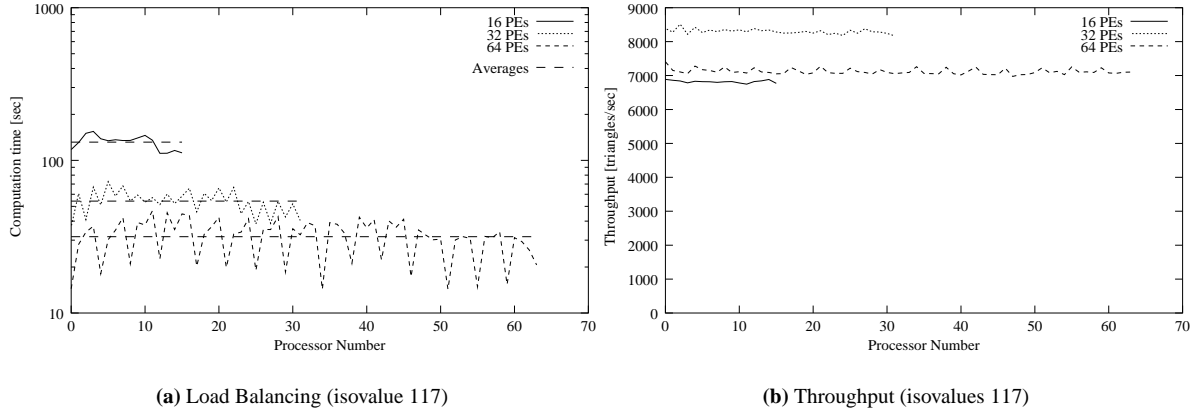 1000
100
10
Computation time [sec]
16 PEs
32 PEs
64 PEs
Averages
0 10 20 30 40 50 60 70
Processor Number
(a) Load Balancing (isovalue 117)
9000
8000
7000
6000
5000
4000
3000
2000
1000
0
Throughput [triangles/sec]
16 PEs
32 PEs
64 PEs
0 10 20 30 40 50 60 70
Processor Number
(b) Throughput (isovalues 117)